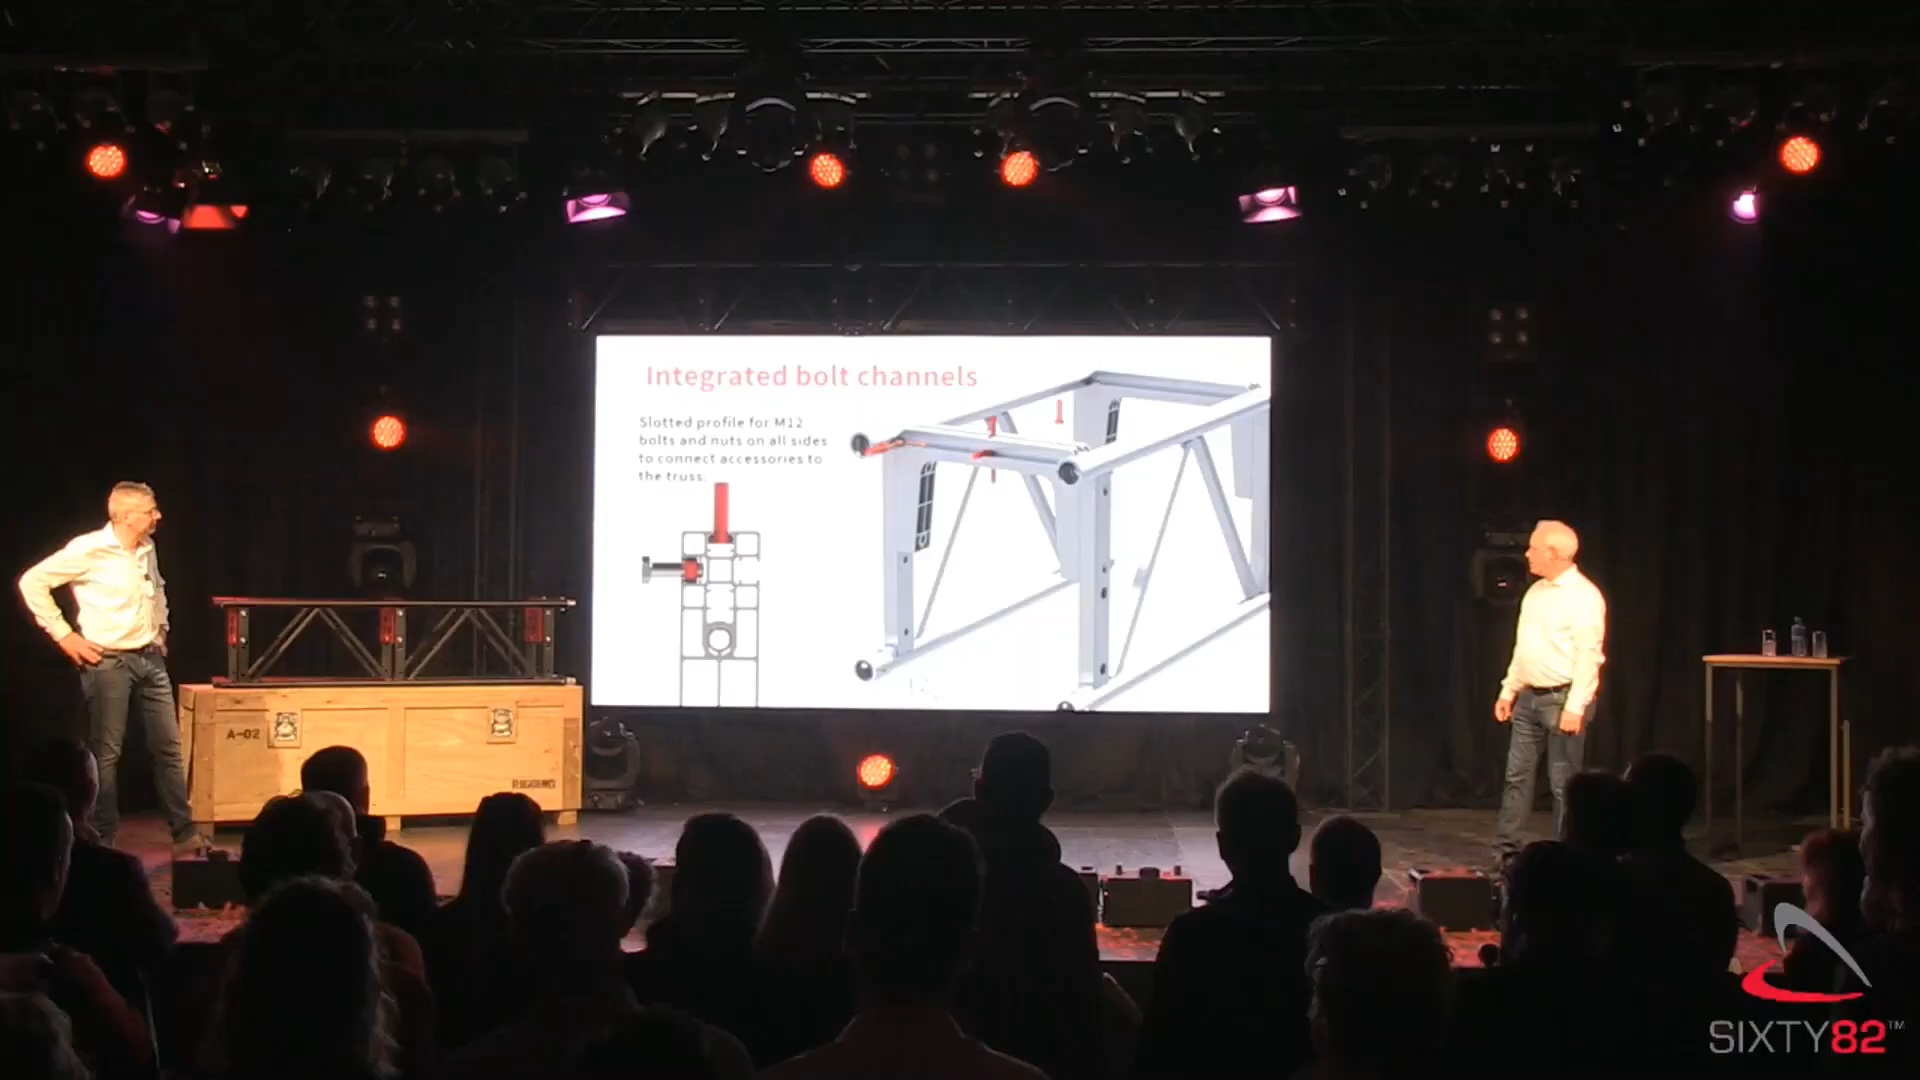 Integrated bolt channels
Slotted profile for M12
bolts and nuts on all sides
to connect accessories to
the truss.
A-02
SIXTY82™